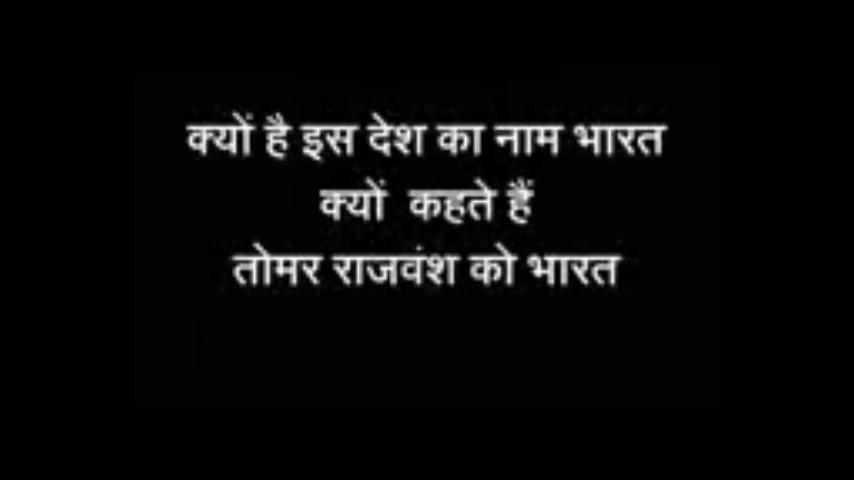 क्यों है इस देश का नाम भारत
क्यों कहते हैं
तोमर राजवंश को भारत